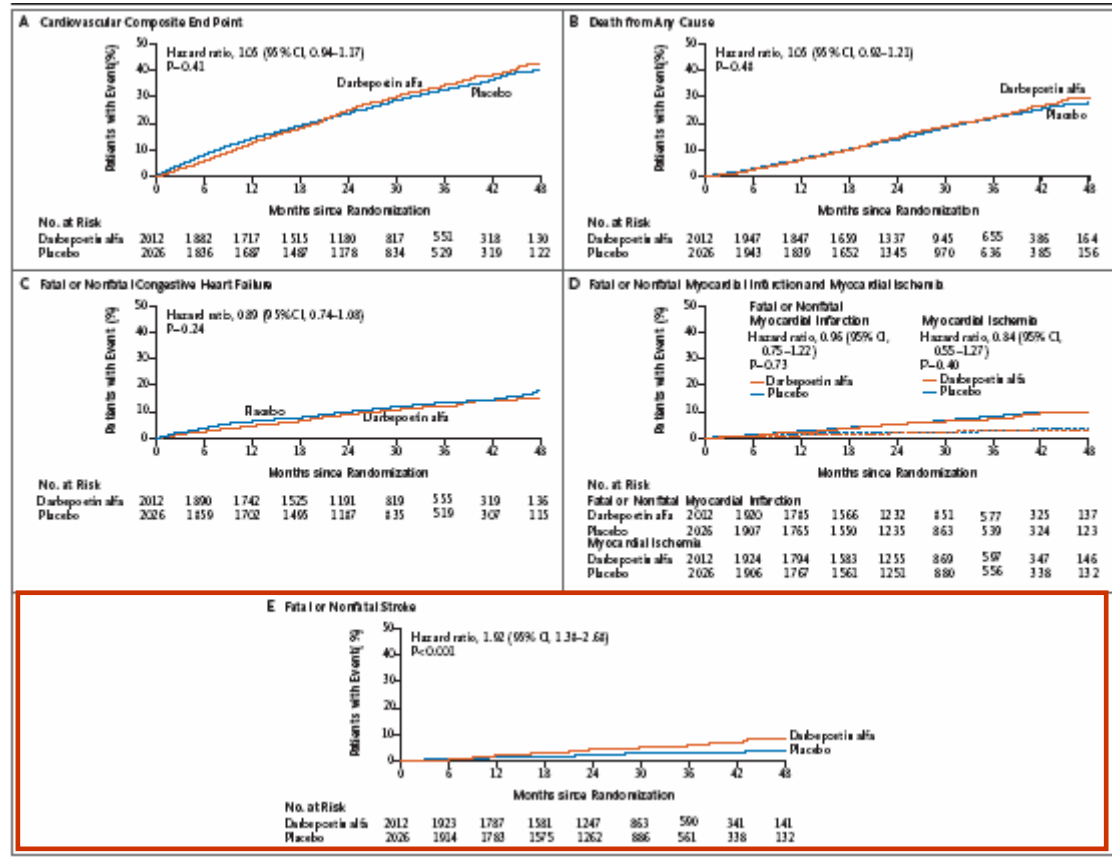 A Cardiovascular Composite End Point
50
40
30
20
10
0
Patients with Event (%)
Hazard ratio, 1.05 (95% CI, 0.94–1.17)
P=0.41
Darbepoetin alfa
Placebo
0 6 12 18 24 30 36 42 48
Months since Randomization
No. at Risk
Darbepoetin alfa 2012 1882 1717 1515 1180 817 551 318 130
Placebo 2026 1836 1687 1487 1178 834 529 319 122
B Death from Any Cause
50
40
30
20
10
0
Patients with Event (%)
Hazard ratio, 1.05 (95% CI, 0.92–1.21)
P=0.48
Darbepoetin alfa
Placebo
0 6 12 18 24 30 36 42 48
Months since Randomization
No. at Risk
Darbepoetin alfa 2012 1947 1847 1659 1337 945 655 386 164
Placebo 2026 1943 1839 1652 1345 970 636 385 156
C Fatal or Nonfatal Congestive Heart Failure
50
40
30
20
10
0
Patients with Event (%)
Hazard ratio, 0.89 (95% CI, 0.74–1.08)
P=0.24
Placebo
Darbepoetin alfa
0 6 12 18 24 30 36 42 48
Months since Randomization
No. at Risk
Darbepoetin alfa 2012 1890 1742 1525 1191 819 555 319 136
Placebo 2026 1859 1702 1495 1187 835 519 307 115
D Fatal or Nonfatal Myocardial Infarction and Myocardial Ischemia
50
40
30
20
10
0
Patients with Event (%)
Fatal or Nonfatal
Myocardial Infarction
Hazard ratio, 0.96 (95% CI,
0.75–1.22)
P=0.73
Darbepoetin alfa
Placebo
Myocardial Ischemia
Hazard ratio, 0.84 (95% CI,
0.55–1.27)
P=0.40
Darbepoetin alfa
Placebo
0 6 12 18 24 30 36 42 48
Months since Randomization
No. at Risk
Fatal or Nonfatal Myocardial Infarction
Darbepoetin alfa 2012 1920 1785 1566 1232 851 577 325 137
Placebo 2026 1907 1765 1550 1235 863 539 324 123
Myocardial Ischemia
Darbepoetin alfa 2012 1924 1794 1583 1255 869 597 347 146
Placebo 2026 1906 1767 1561 1251 880 556 338 132
E Fatal or Nonfatal Stroke
50
40
30
20
10
0
Patients with Event (%)
Hazard ratio, 1.92 (95% CI, 1.38–2.68)
P<0.001
Darbepoetin alfa
Placebo
0 6 12 18 24 30 36 42 48
Months since Randomization
No. at Risk
Darbepoetin alfa 2012 1923 1787 1581 1247 863 590 341 141
Placebo 2026 1914 1783 1575 1262 886 561 338 132